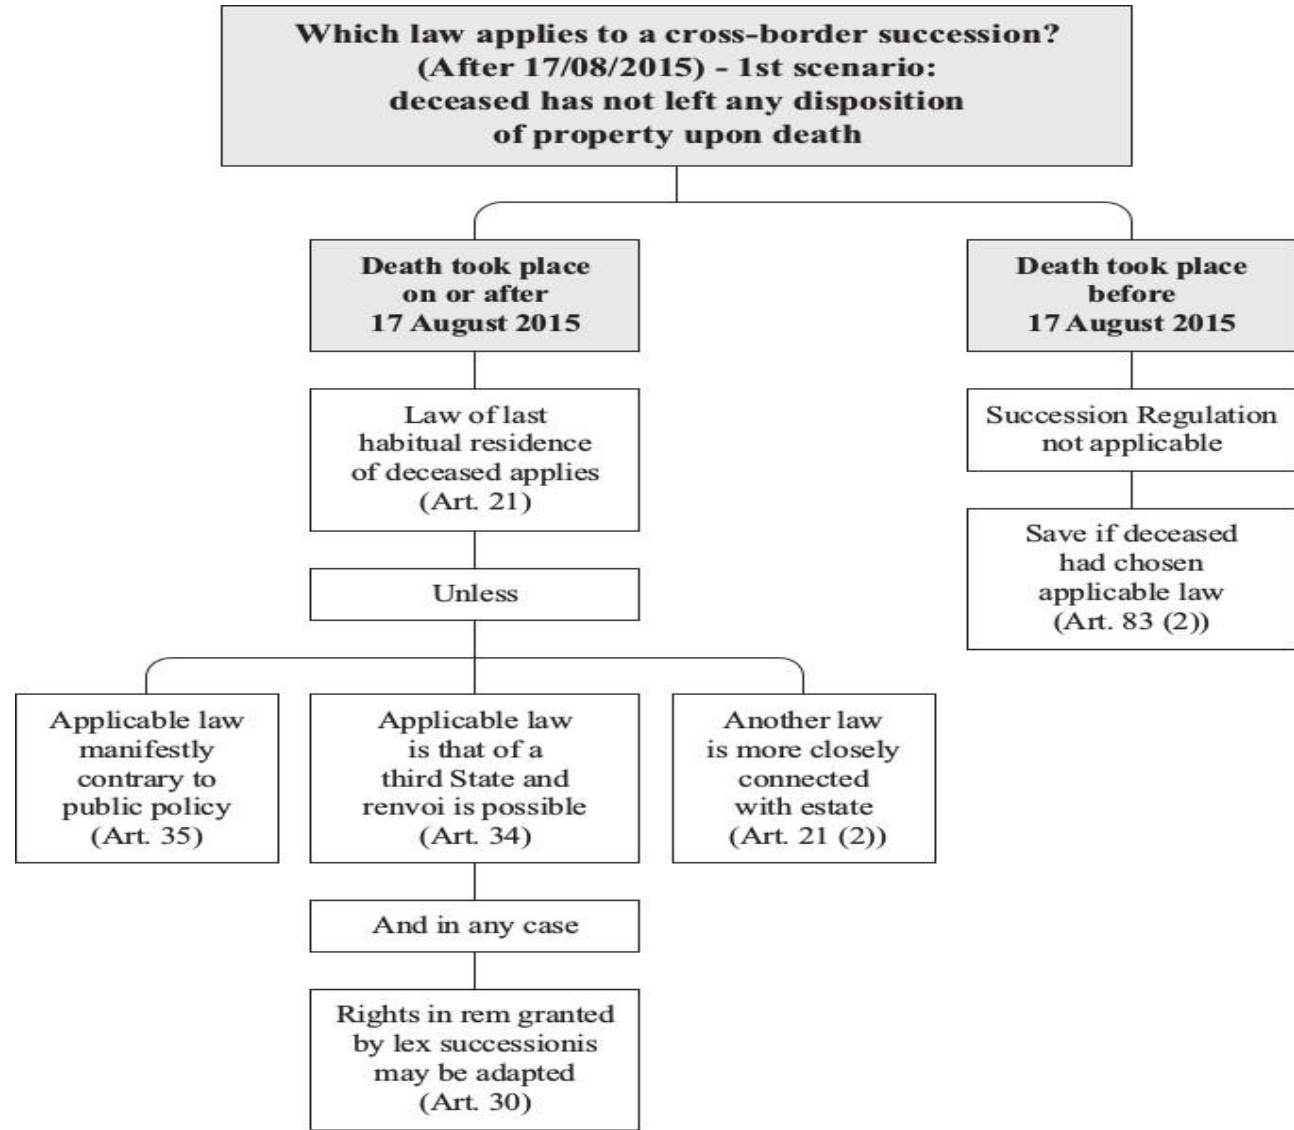 Which law applies to a cross-border succession?
(After 17/08/2015) - 1st scenario:
deceased has not left any disposition
of property upon death
Death took place
on or after
17 August 2015
Death took place
before
17 August 2015
Law of last
habitual residence
of deceased applies
(Art. 21)
Succession Regulation
not applicable
Save if deceased
had chosen
applicable law
(Art. 83 (2))
Unless
Applicable law
manifestly
contrary to
public policy
(Art. 35)
Applicable law
is that of a
third State and
renvoi is possible
(Art. 34)
Another law
is more closely
connected
with estate
(Art. 21 (2))
And in any case
Rights in rem granted
by lex successionis
may be adapted
(Art. 30)